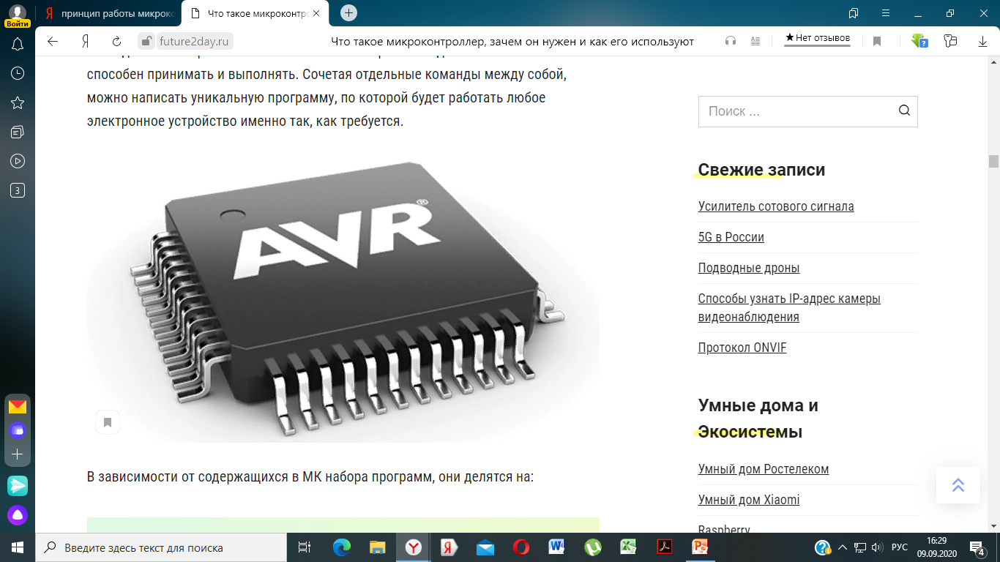 принцип работы микрок
Что такое микроконтро
Войти
future2day.ru
Что такое микроконтроллер, зачем он нужен и как его используют
★Нет отзывов
способен принимать и выполнять. Сочетая отдельные команды между собой,
можно написать уникальную программу, по которой будет работать любое
электронное устройство именно так, как требуется.
AVR®
В зависимости от содержащихся в МК набора программ, они делятся на:
Поиск ...
Свежие записи
Усилитель сотового сигнала
5G в России
Подводные дроны
Способы узнать IP-адрес камеры
видеонаблюдения
Протокол ONVIF
Умные дома и
Экосистемы
Умный дом Ростелеком
Умный дом Xiaomi
Raspberry
3
Введите здесь текст для поиска
РУС
16:29
09.09.2020
4